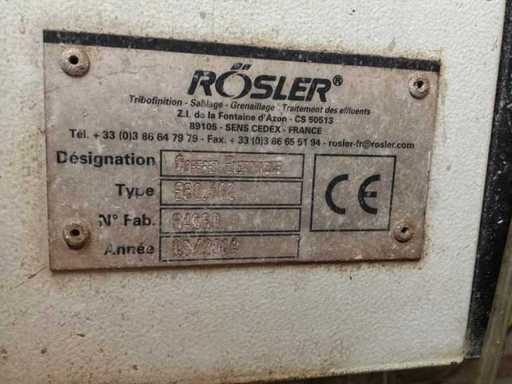 RÖSLER®
Tribofinition - Sablage - Grenaillage - Traitement des effluents
Z.I. de la Fontaine d'Azon - CS 50513
89105 - SENS CEDEX - FRANCE
Tél. + 33 (0)3 86 64 79 79 - Fax. + 33 (0)3 86 65 51 94 - rosler-fr@rosler.com
Désignation
Type
N° Fab.
Année
CE